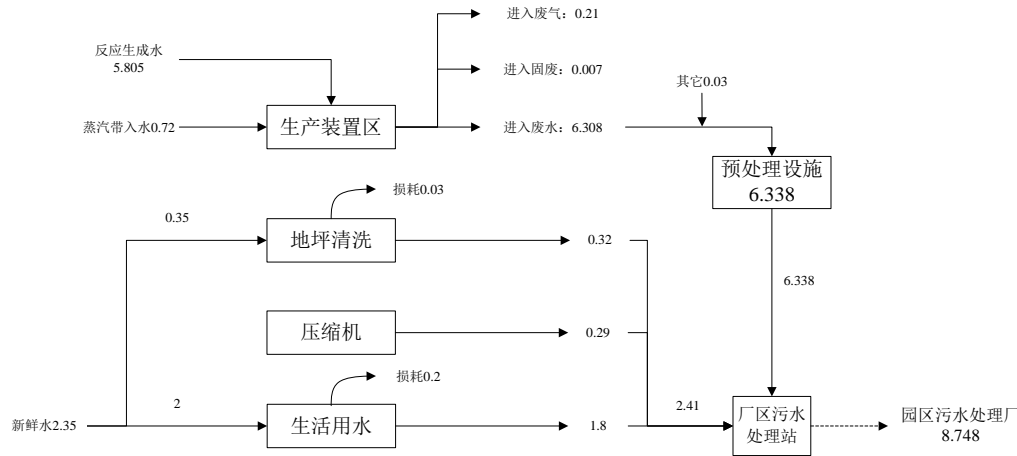 进入废气：0.21
反应生成水
5.805
进入固废：0.007
其它0.03
蒸汽带入水0.72
生产装置区
进入废水：6.308
预处理设施
6.338
损耗0.03
0.35
地坪清洗
0.32
6.338
压缩机
0.29
损耗0.2
2
2.41
新鲜水2.35
生活用水
1.8
厂区污水
处理站
园区污水处理厂
8.748